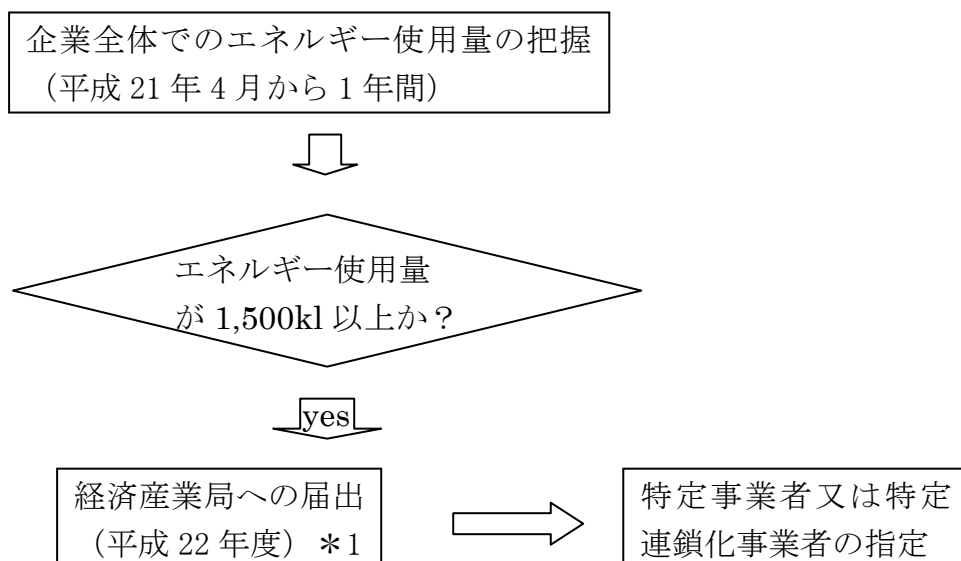 企業全体でのエネルギー使用量の把握
（平成 21 年 4 月から 1 年間）
エネルギー使用量
が 1,500kl 以上か？
yes
経済産業局への届出
（平成 22 年度）＊1
特定事業者又は特定
連鎖化事業者の指定